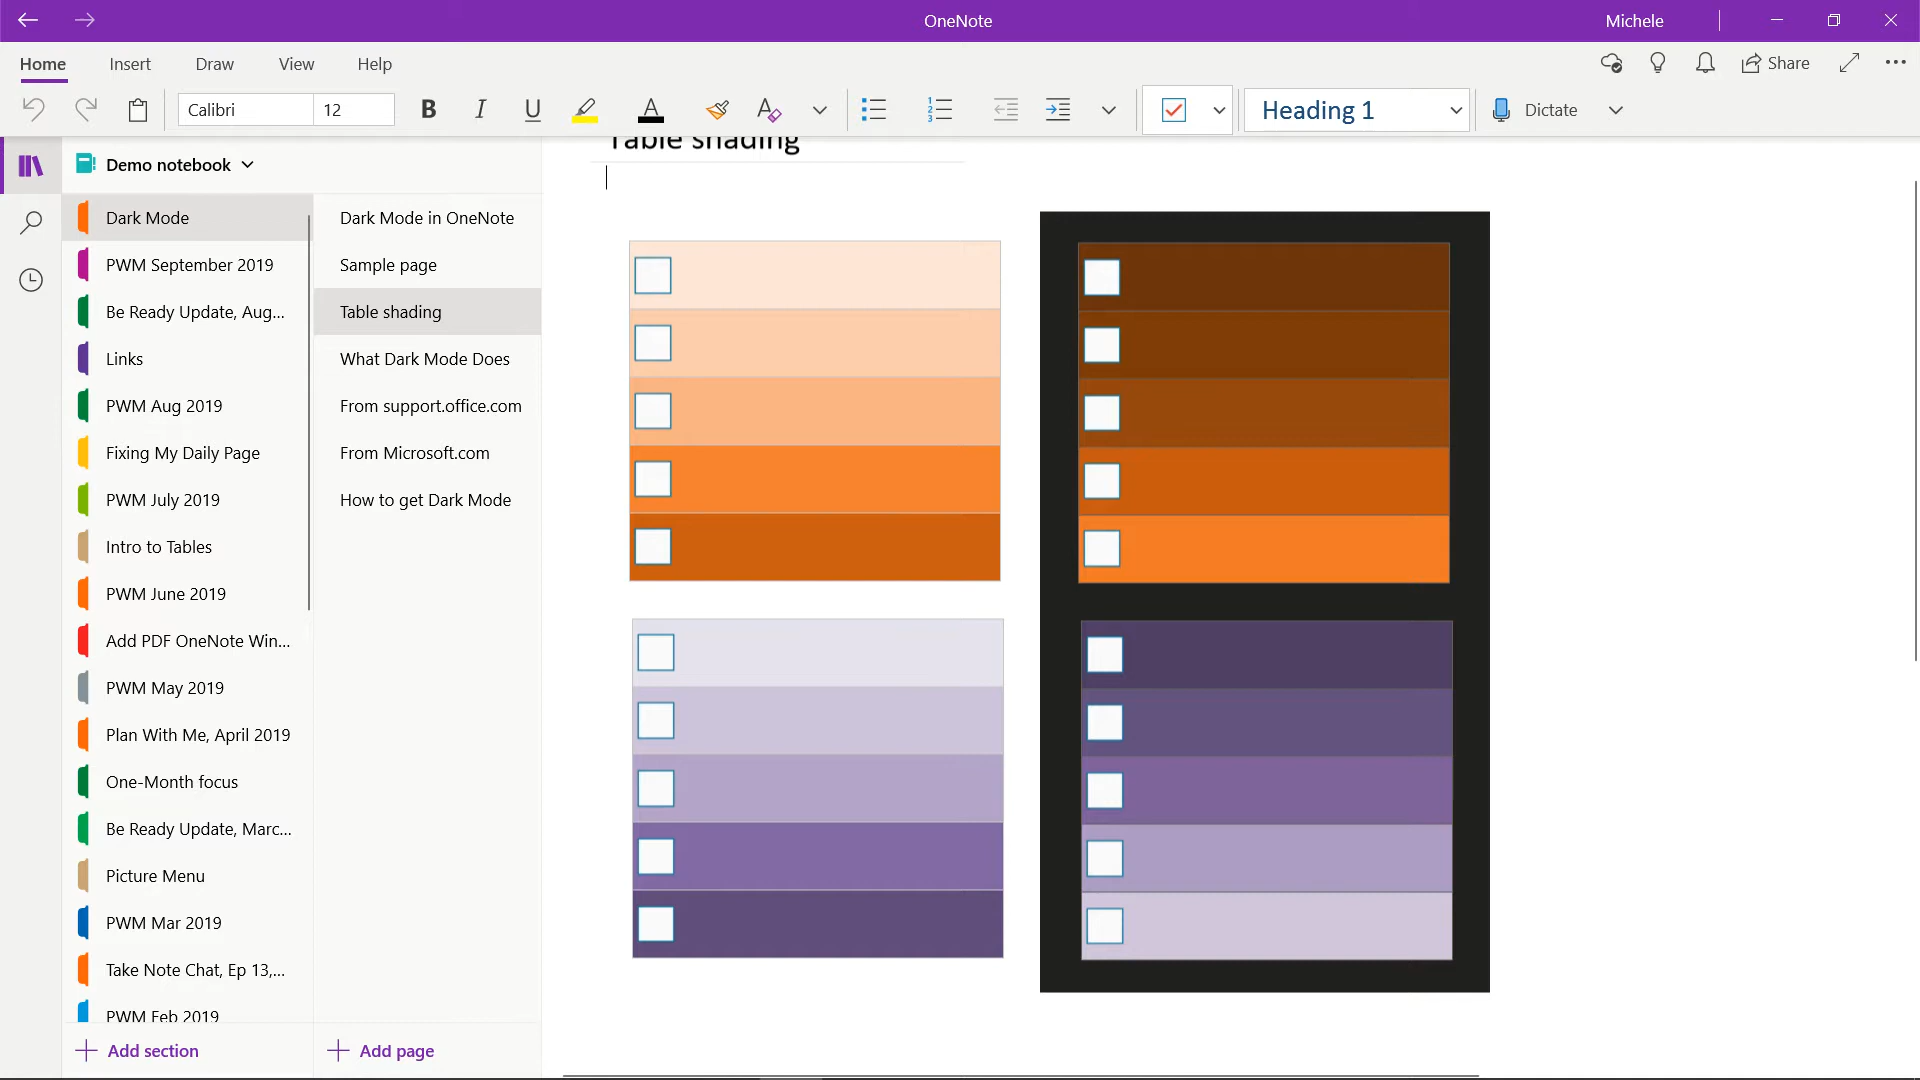 OneNote
Michele
Home
Insert
Draw
View
Help
Share
Calibri
12
B
I
U
A
A
1
2
3
Heading 1
Dictate
Demo notebook
Dark Mode
PWM September 2019
Be Ready Update, Aug...
Links
PWM Aug 2019
Fixing My Daily Page
PWM July 2019
Intro to Tables
PWM June 2019
Add PDF OneNote Win...
PWM May 2019
Plan With Me, April 2019
One-Month focus
Be Ready Update, Marc...
Picture Menu
PWM Mar 2019
Take Note Chat, Ep 13,...
PWM Feb 2019
Add section
Dark Mode in OneNote
Sample page
Table shading
What Dark Mode Does
From support.office.com
From Microsoft.com
How to get Dark Mode
Add page
Table shading